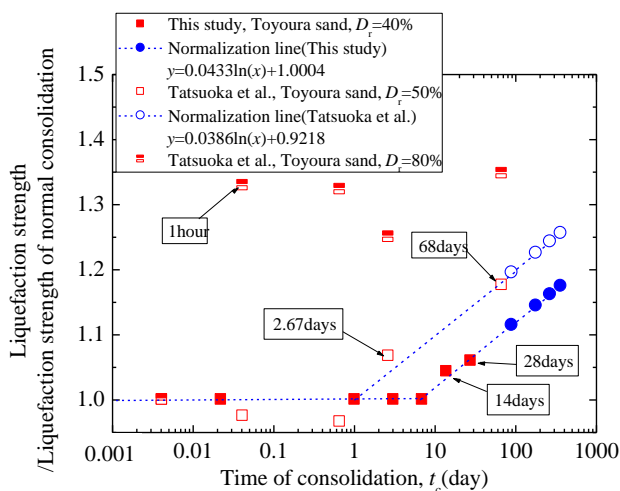 This study, Toyoura sand, Dr=40%
Normalization line(This study)
y=0.0433ln(x)+1.0004
Tatsuoka et al., Toyoura sand, Dr=50%
Normalization line(Tatsuoka et al.)
y=0.0386ln(x)+0.9218
Tatsuoka et al., Toyoura sand, Dr=80%
1.5
1.4
1.3
1.2
1.1
1.0
Liquefaction strength
/Liquefaction strength of normal consolidation
1hour
68days
2.67days
28days
14days
0.001
0.01
0.1
1
10
100
1000
Time of consolidation, tc(day)